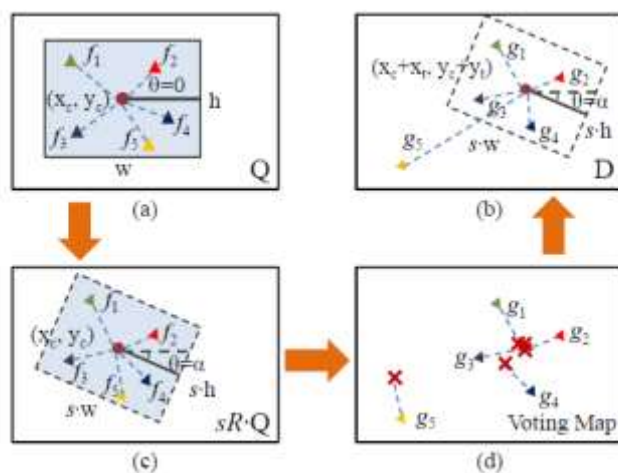 f1
f2
θ=0
(xc, yc)
h
f3
f5
f4
w
Q
(a)
g1
(xc+xt, yc+yt)
g2
θ=α
g3
g4
s·h
g5
s·w
D
(b)
f1
(xc, yc)
f2
θ=α
f3
f5
f4
s·h
s·w
sR·Q
(c)
g1
g2
g3
g4
g5
Voting Map
(d)